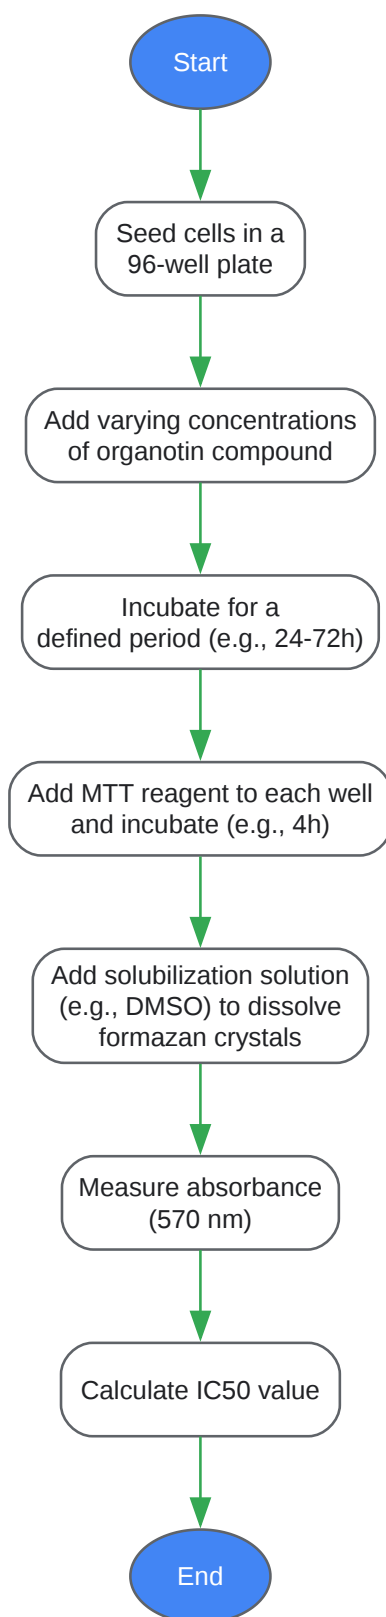 Start
Seed cells in a
96-well plate
Add varying concentrations
of organotin compound
Incubate for a
defined period (e.g., 24-72h)
Add MTT reagent to each well
and incubate (e.g., 4h)
Add solubilization solution
(e.g., DMSO) to dissolve
formazan crystals
Measure absorbance
(570 nm)
Calculate IC50 value
End